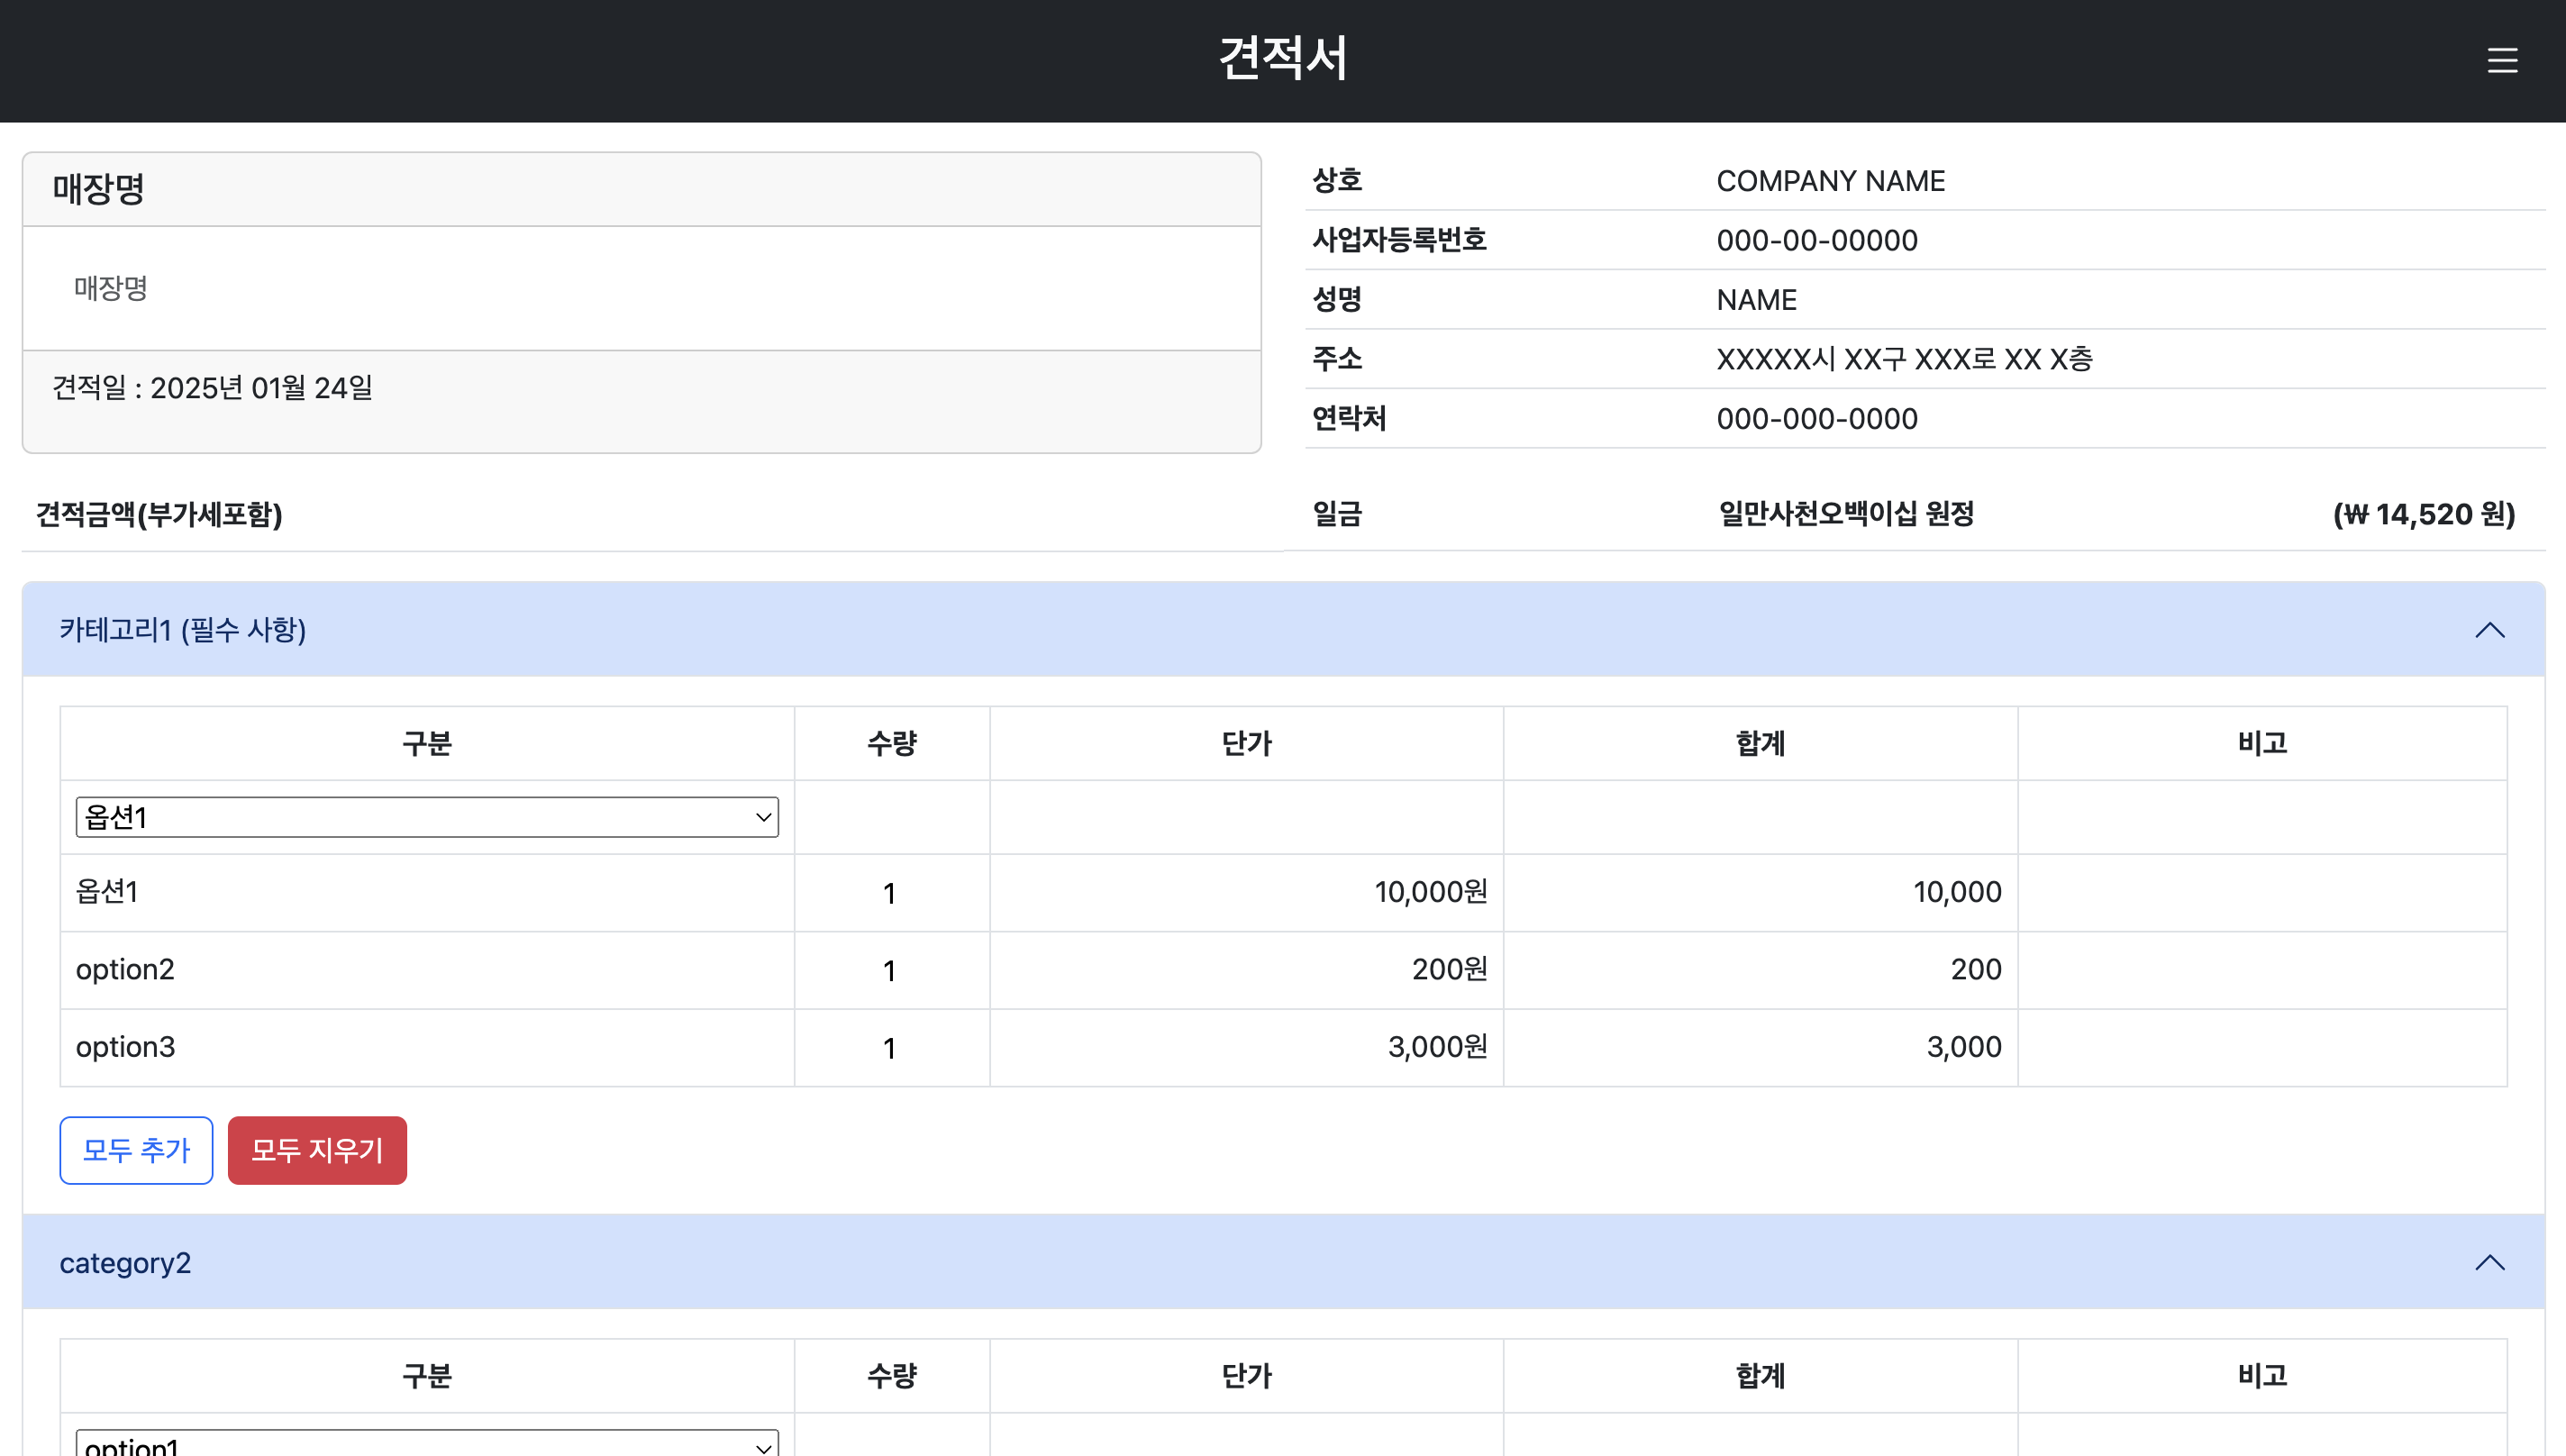 견적서
매장명
매장명
견적일 : 2025년 01월 24일
상호 COMPANY NAME
사업자등록번호 000-00-00000
성명 NAME
주소 XXXXX시 XX구 XXX로 XX X층
연락처 000-000-0000
견적금액(부가세포함) 일금 일만사천오백이십 원정 (₩ 14,520 원)
카테고리1 (필수 사항)
구분 수량 단가 합계 비고
옵션1
옵션1 1 10,000원 10,000
option2 1 200원 200
option3 1 3,000원 3,000
모두 추가 모두 지우기
category2
구분 수량 단가 합계 비고
option1